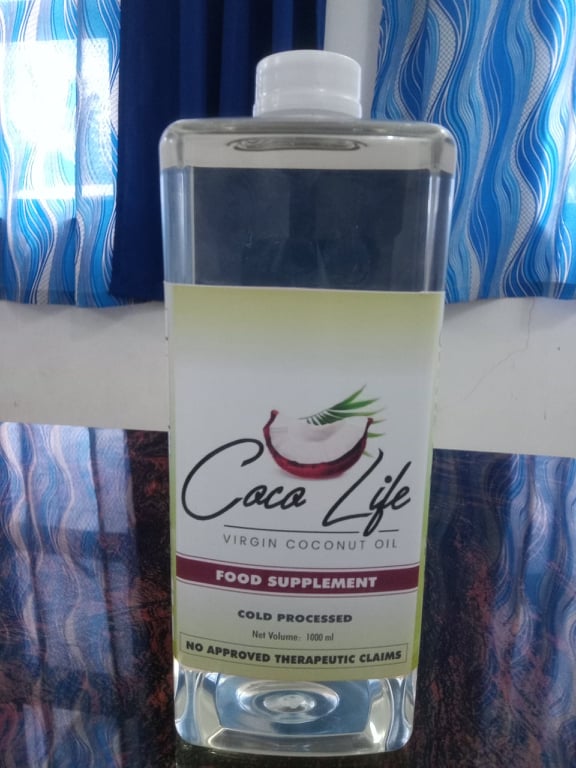 Coco Life
VIRGIN COCONUT OIL
FOOD SUPPLEMENT
COLD PROCESSED
Net Volume: 1000 ml
NO APPROVED THERAPEUTIC CLAIMS